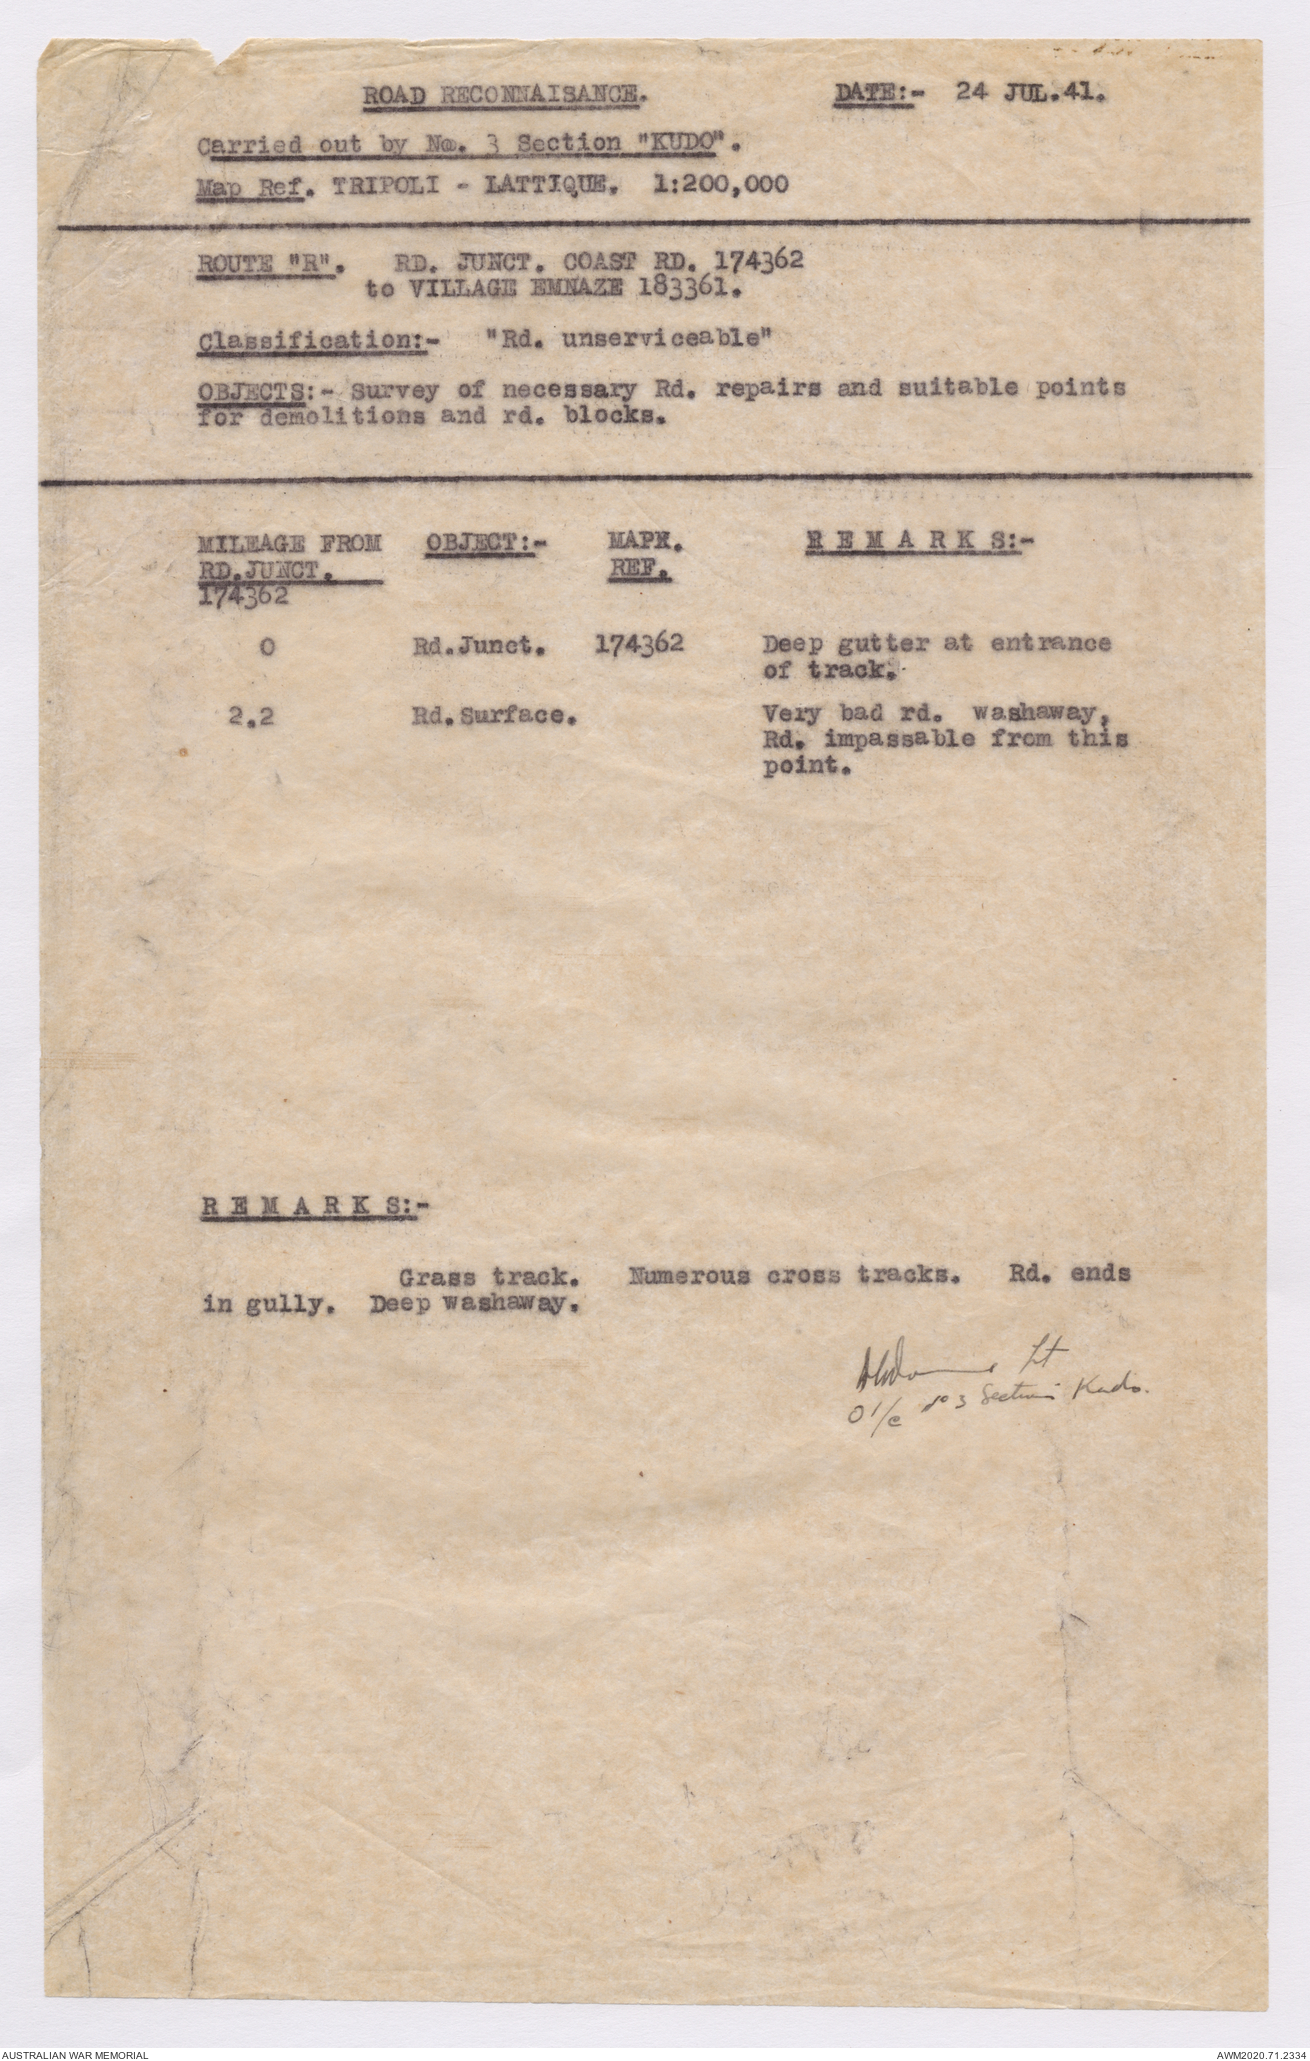 ROAD RECONNAISANCE. DATE:- 24 JUL.41.
Carried out by No. 3 Section "KUDO".
Map Ref. TRIPOLI - LATTIQUE. 1:200,000
ROUTE "R". RD. JUNCT. COAST RD. 174362
to VILLAGE EMNAZE 183361.
Classification:- "Rd. unserviceable"
OBJECTS:- Survey of necessary Rd. repairs and suitable points
for demolitions and rd. blocks.
MILEAGE FROM OBJECT:- MAP. R E M A R K S:-
RD.JUNCT. REF.
174362
0 Rd.Junct. 174362 Deep gutter at entrance
of track.
2.2 Rd.Surface. Very bad rd. washaway,
Rd. impassable from this
point.
R E M A R K S:-
Grass track. Numerous cross tracks. Rd. ends
in gully. Deep washaway.
Lt
O i/c No 3 Section Kudo.
AUSTRALIAN WAR MEMORIAL AWM2020.71.2334